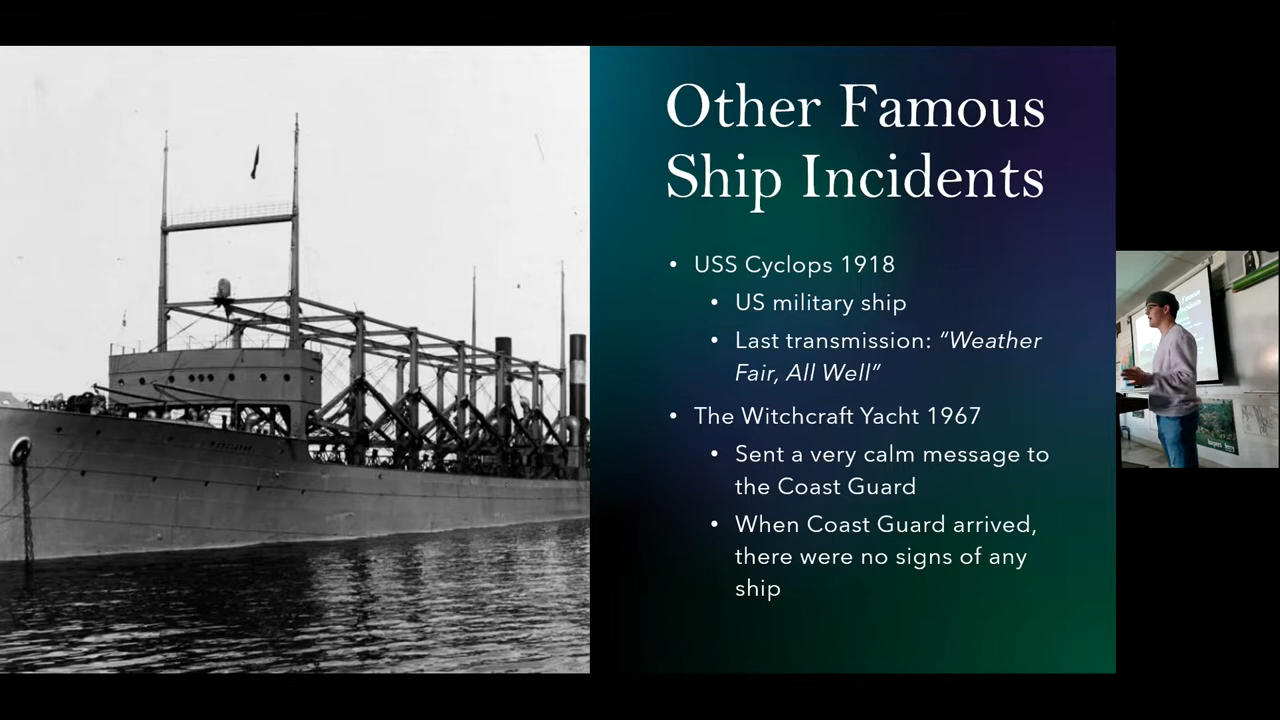 Other Famous
Ship Incidents
• USS Cyclops 1918
• US military ship
• Last transmission: “Weather
Fair, All Well”
• The Witchcraft Yacht 1967
• Sent a very calm message to
the Coast Guard
• When Coast Guard arrived,
there were no signs of any
ship